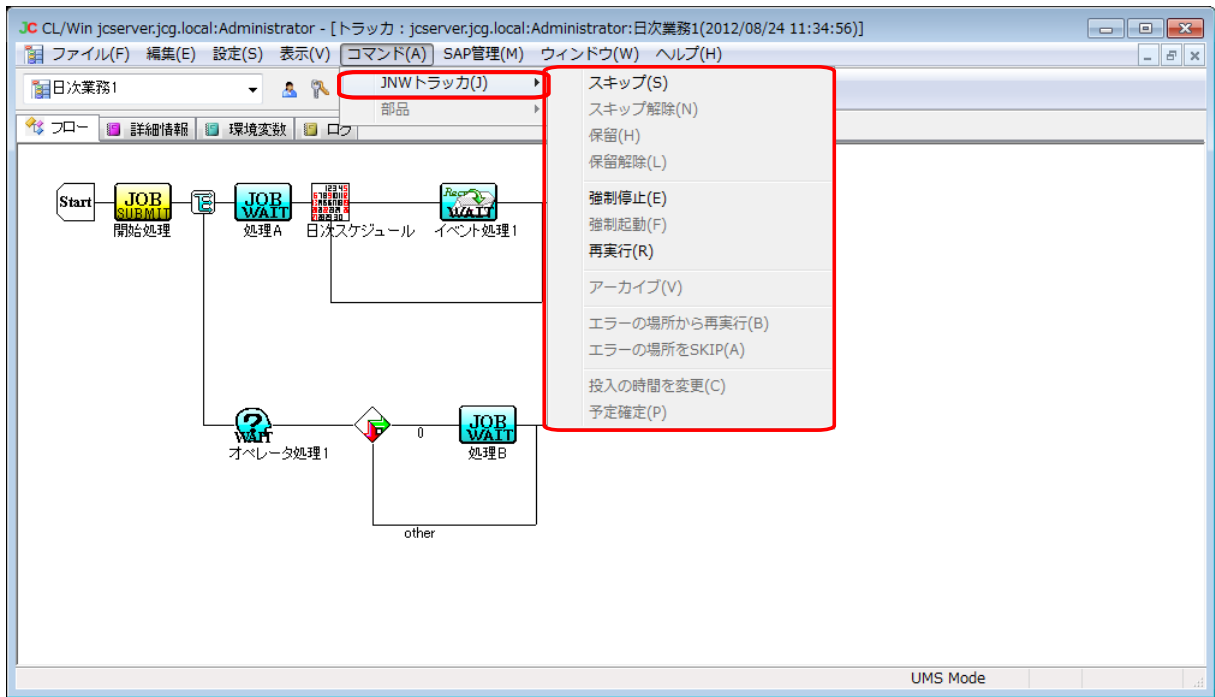 JC CL/Win jcserver.jcg.local:Administrator - [トラッカ : jcserver.jcg.local:Administrator:日次業務1(2012/08/24 11:34:56)]
ファイル(F) 編集(E) 設定(S) 表示(V) コマンド(A) SAP管理(M) ウィンドウ(W) ヘルプ(H)
日次業務1
JNWトラッカ(J)
部品
スキップ(S)
スキップ解除(N)
保留(H)
保留解除(L)
強制停止(E)
強制起動(F)
再実行(R)
アーカイブ(V)
エラーの場所から再実行(B)
エラーの場所をSKIP(A)
投入の時間を変更(C)
予定確定(P)
フロー 詳細情報 環境変数 ログ
Start
JOB
SUBMIT
開始処理
JOB
WAIT
処理A
日次スケジュール
WAIT
イベント処理1
WAIT
オペレータ処理1
0
JOB
WAIT
処理B
other
UMS Mode